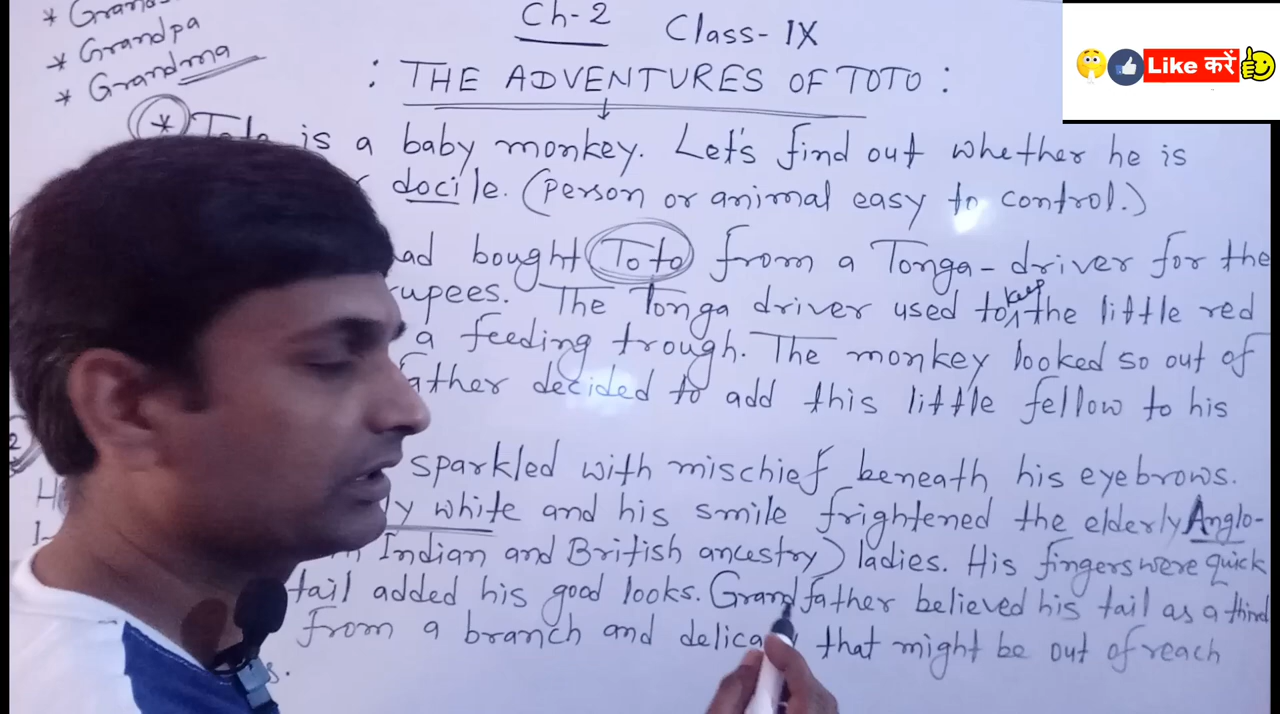 * Grand
* Grandpa
* Grandma
Ch-2 Class-IX
: THE ADVENTURES OF TOTO :
Like करें
* Toto is a baby monkey. Let's find out whether he is
docile. (person or animal easy to control.)
had bought Toto from a Tonga-driver for the
rupees. The Tonga driver used to keep the little red
a feeding trough. The monkey looked so out of
father decided to add this little fellow to his
2
sparkled with mischief beneath his eyebrows.
white and his smile frightened the elderly Anglo-
Indian and British ancestry) ladies. His fingers were quick
tail added his good looks. Grandfather believed his tail as a third
from a branch and that might be out of reach